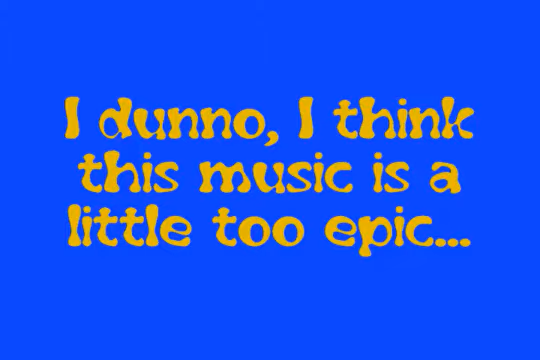 I dunno, I think
this music is a
little too epic...